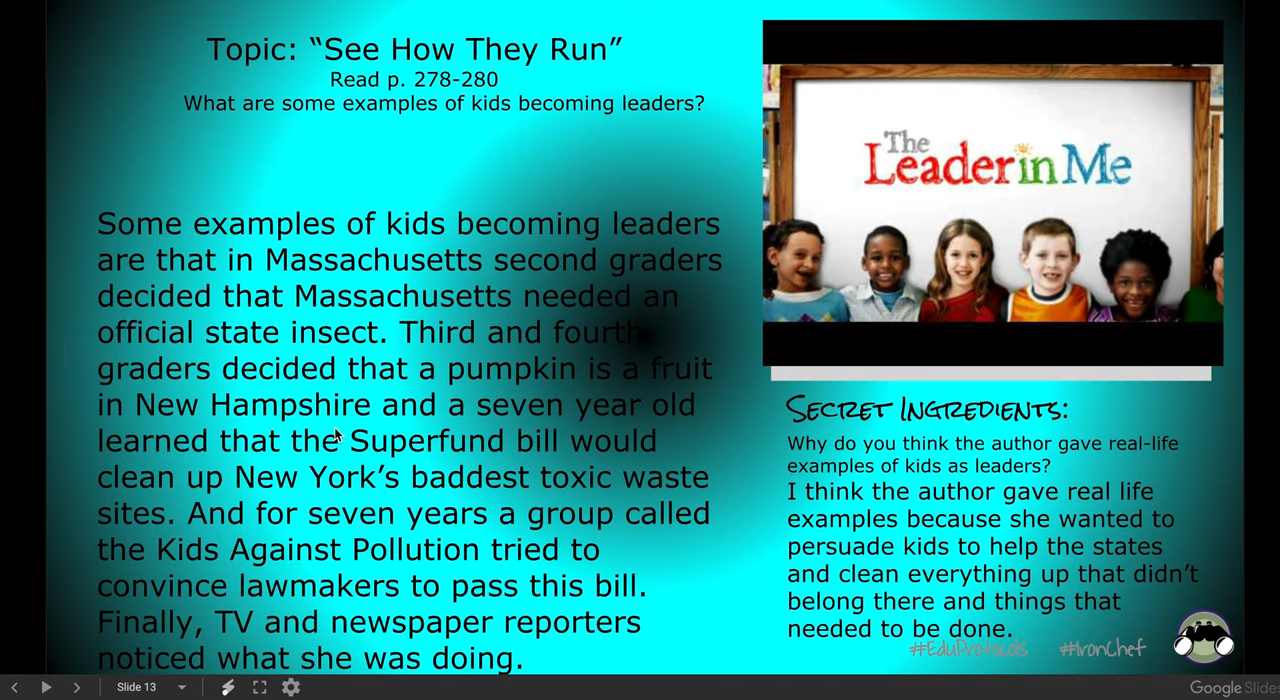 Topic: “See How They Run”
Read p. 278-280
What are some examples of kids becoming leaders?
Some examples of kids becoming leaders
are that in Massachusetts second graders
decided that Massachusetts needed an
official state insect. Third and fourth
graders decided that a pumpkin is a fruit
in New Hampshire and a seven year old
learned that the Superfund bill would
clean up New York’s baddest toxic waste
sites. And for seven years a group called
the Kids Against Pollution tried to
convince lawmakers to pass this bill.
Finally, TV and newspaper reporters
noticed what she was doing.
The
Leader in Me
Secret Ingredients:
Why do you think the author gave real-life
examples of kids as leaders?
I think the author gave real life
examples because she wanted to
persuade kids to help the states
and clean everything up that didn’t
belong there and things that
needed to be done.
#EduProtocols #IronChef
Slide 13
Google Slides